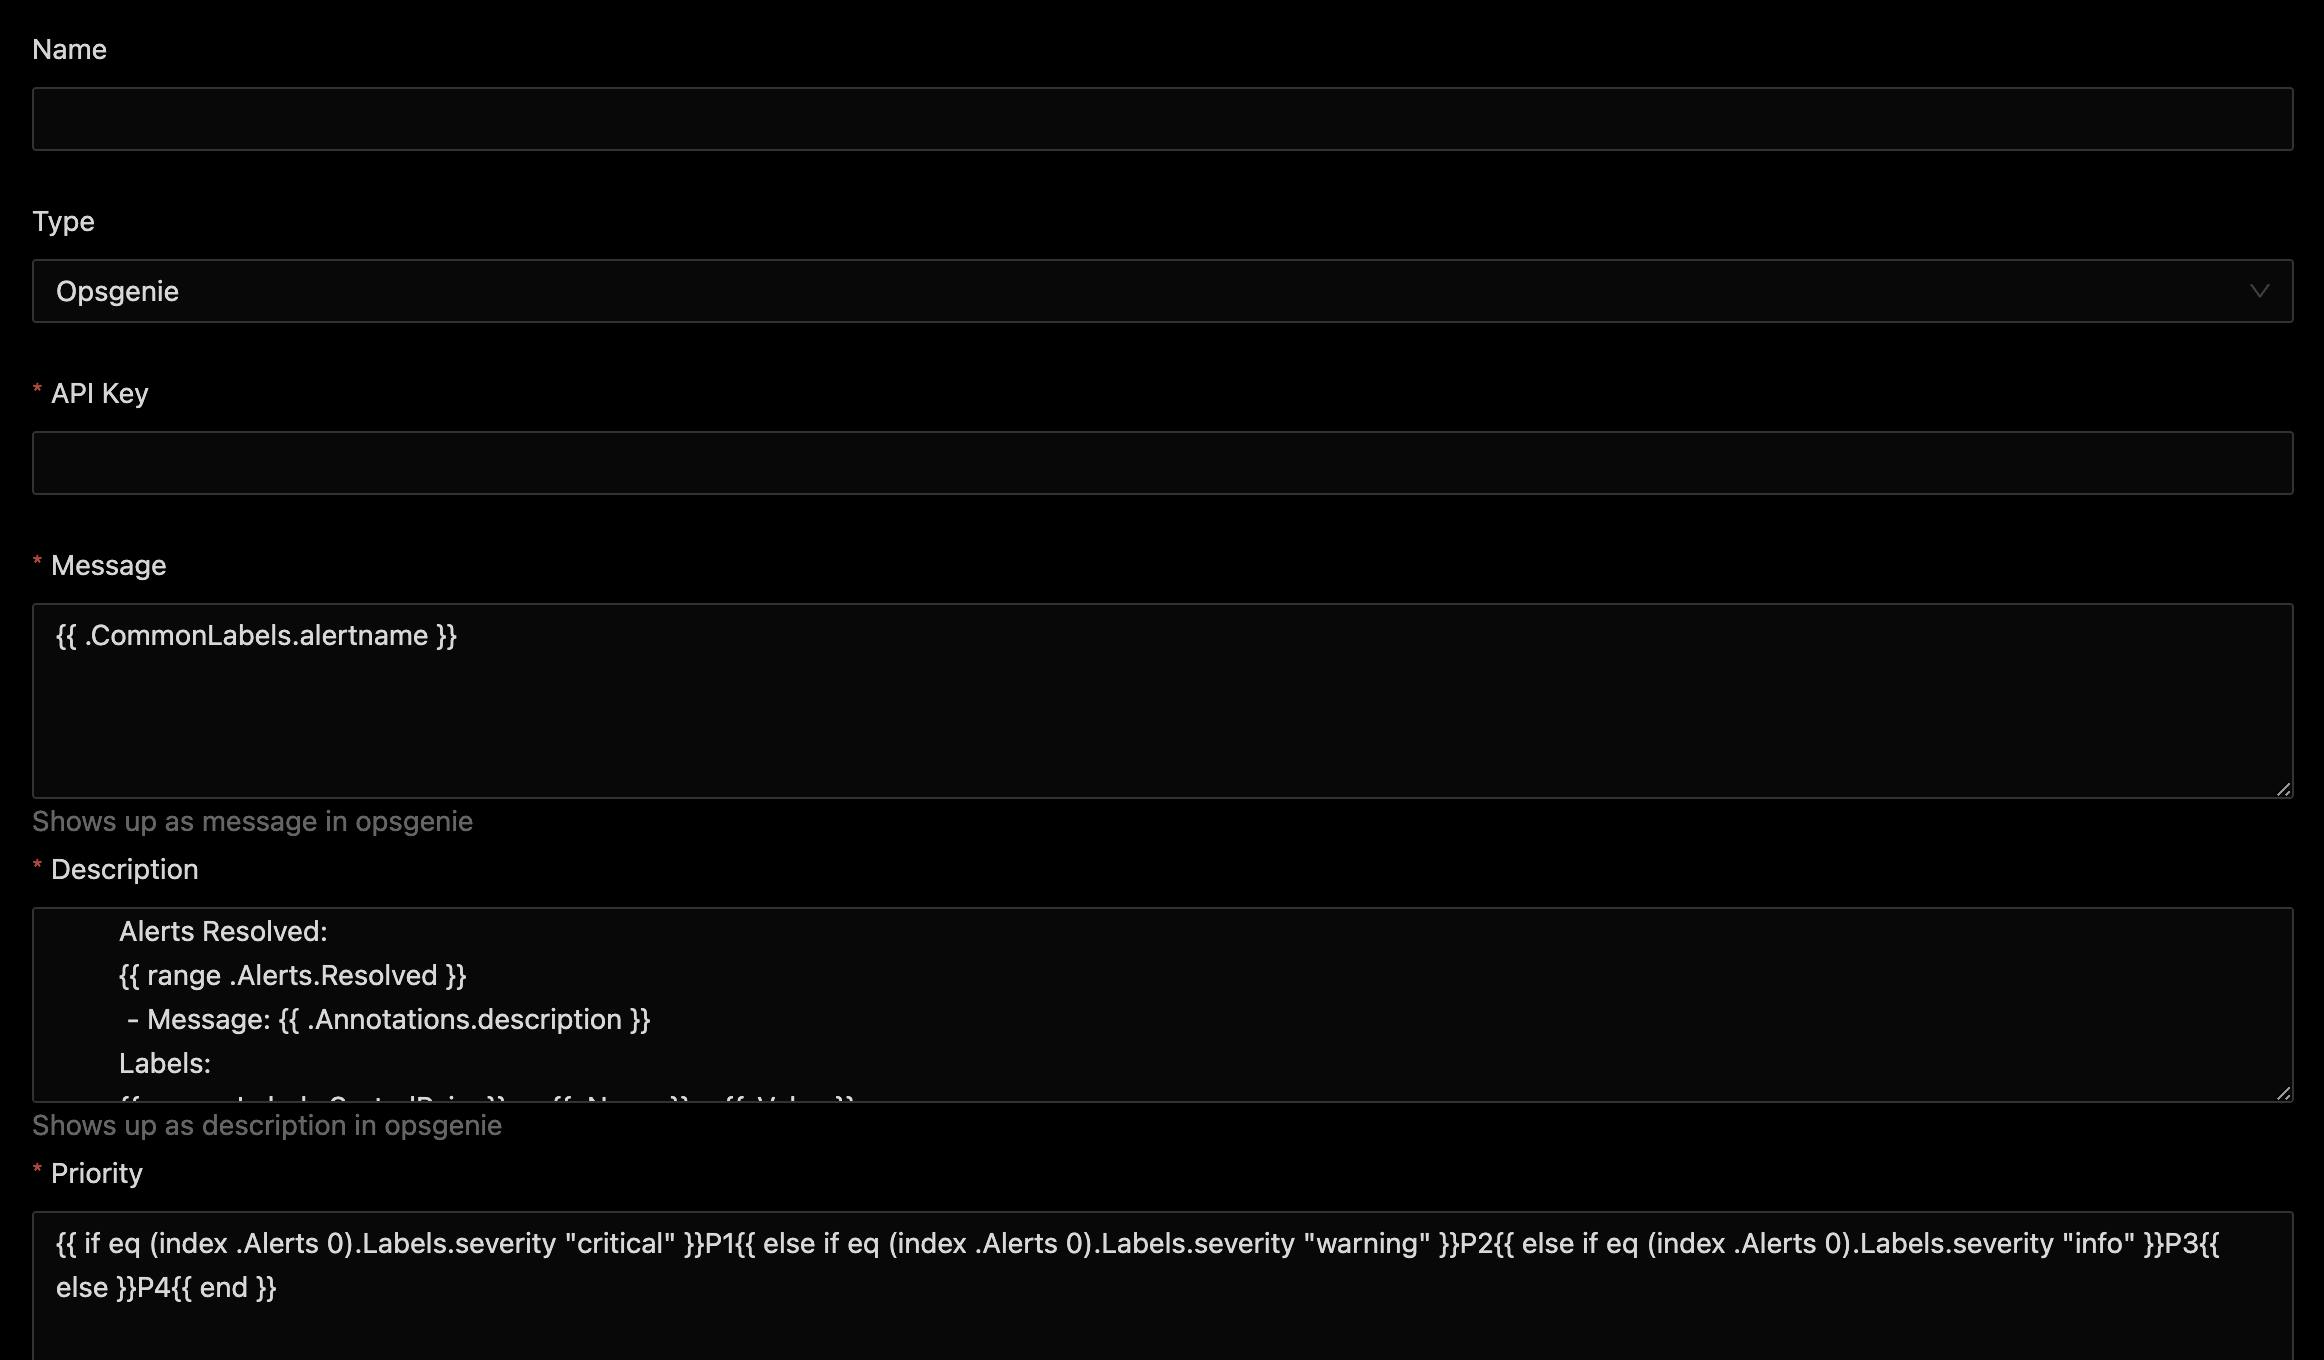 Name
Type
Opsgenie
* API Key
* Message
{{ .CommonLabels.alertname }}
Shows up as message in opsgenie
* Description
Alerts Resolved:
{{ range .Alerts.Resolved }}
- Message: {{ .Annotations.description }}
Labels:
Shows up as description in opsgenie
* Priority
{{ if eq (index .Alerts 0).Labels.severity "critical" }}P1{{ else if eq (index .Alerts 0).Labels.severity "warning" }}P2{{ else if eq (index .Alerts 0).Labels.severity "info" }}P3{{
else }}P4{{ end }}